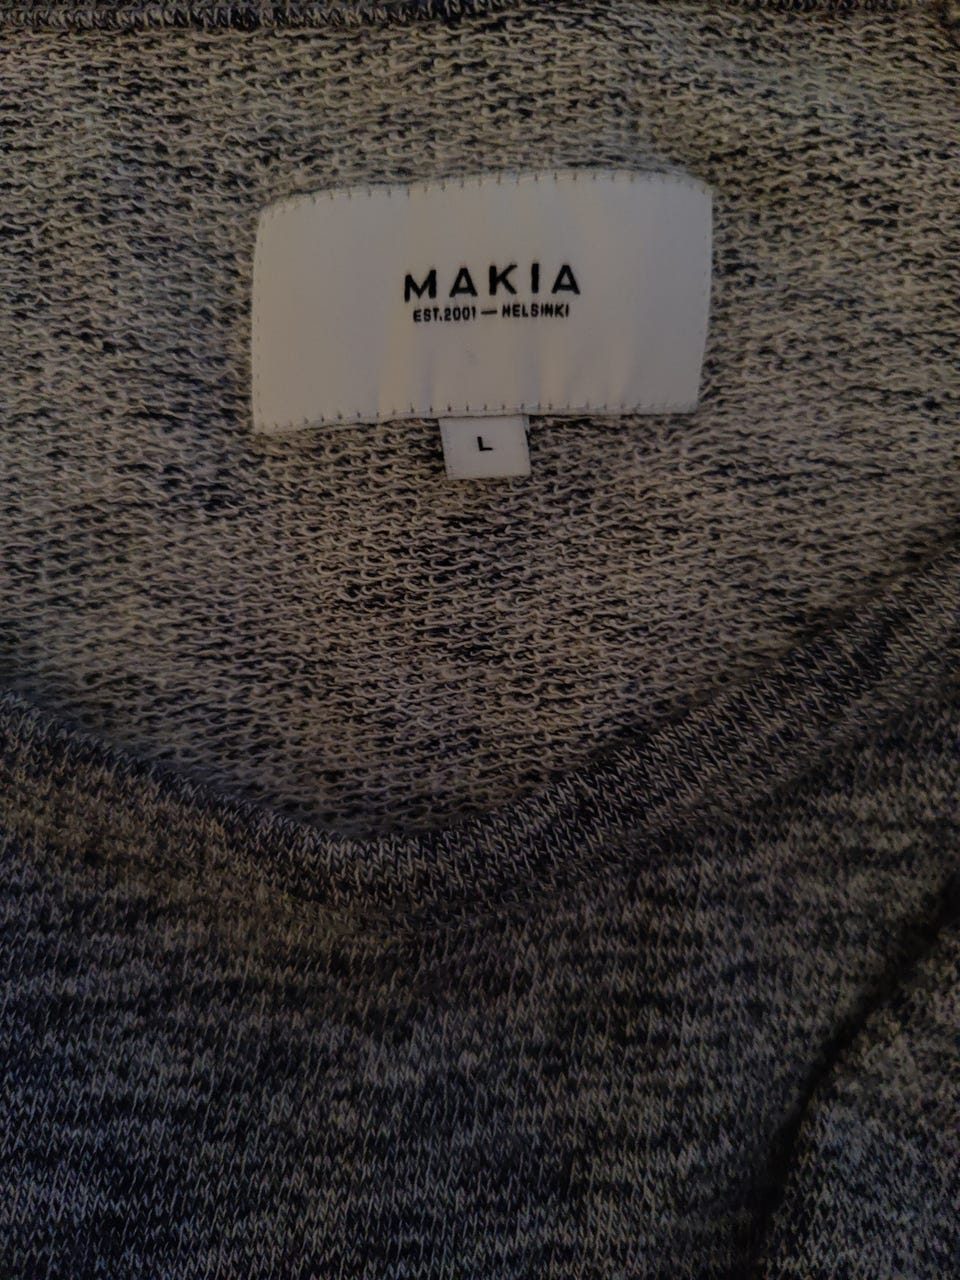 MAKIA
EST.2001 — HELSINKI
L